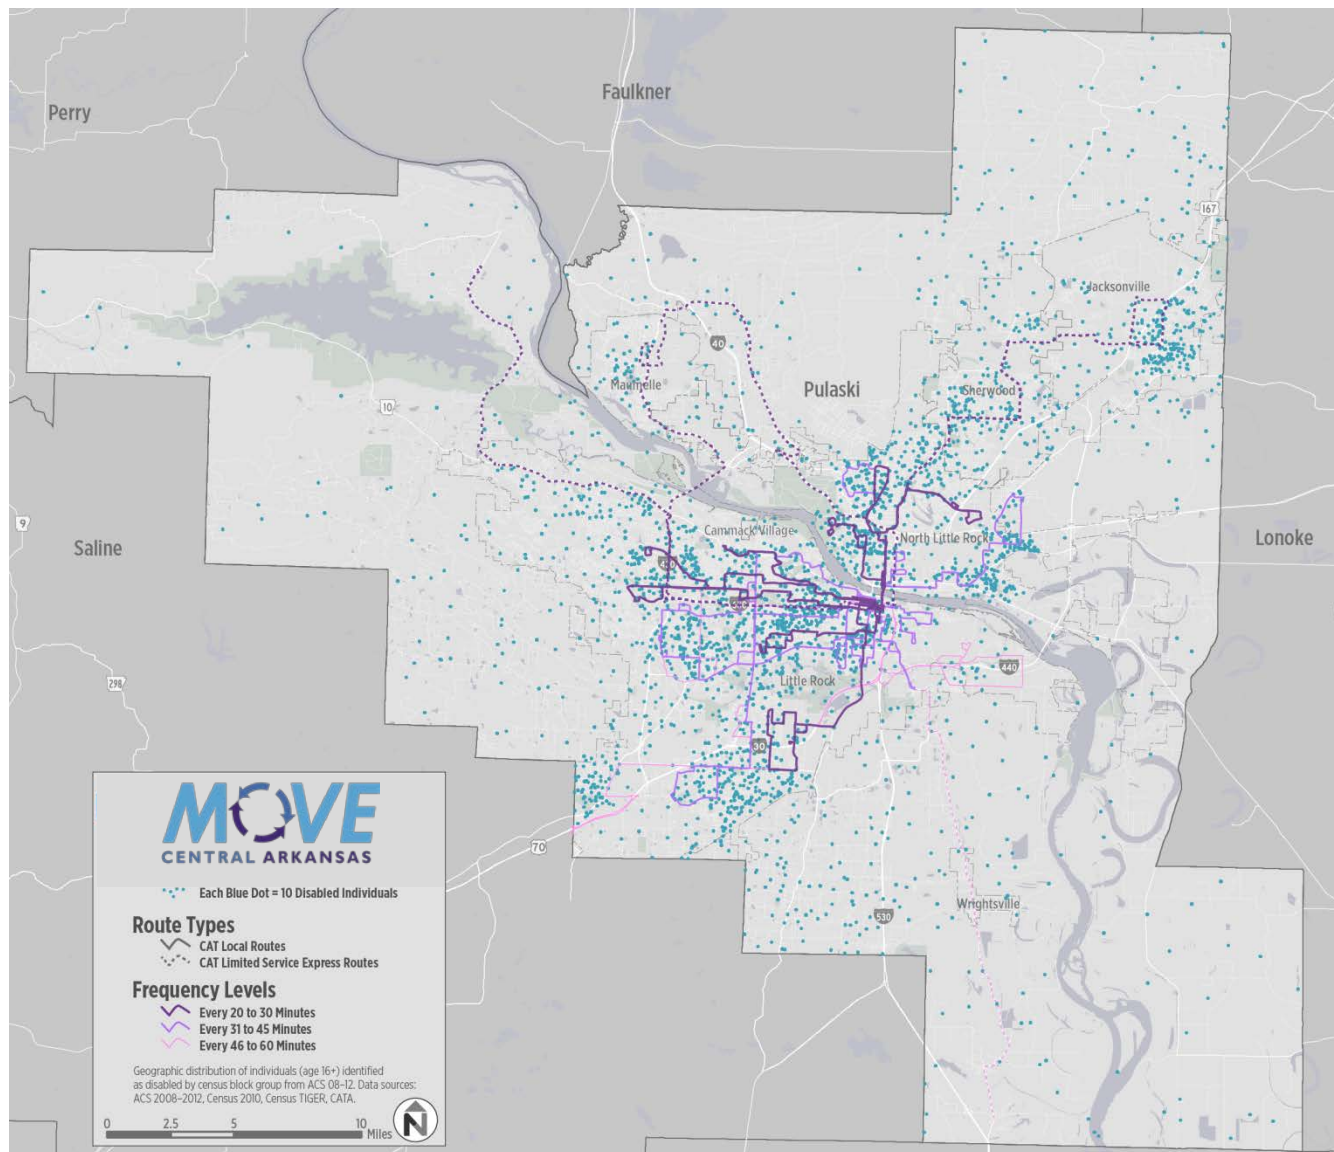 Perry
Faulkner
167
Jacksonville
40
Pulaski
Maumelle
Sherwood
10
9
Saline
Cammack Village
North Little Rock
Lonoke
430
630
Little Rock
440
298
30
70
Wrightsville
530
MOVE
CENTRAL ARKANSAS
Each Blue Dot = 10 Disabled Individuals
Route Types
CAT Local Routes
CAT Limited Service Express Routes
Frequency Levels
Every 20 to 30 Minutes
Every 31 to 45 Minutes
Every 46 to 60 Minutes
Geographic distribution of individuals (age 16+) identified
as disabled by census block group from ACS 08–12. Data sources:
ACS 2008–2012, Census 2010, Census TIGER, CATA.
0 2.5 5 10
Miles
N